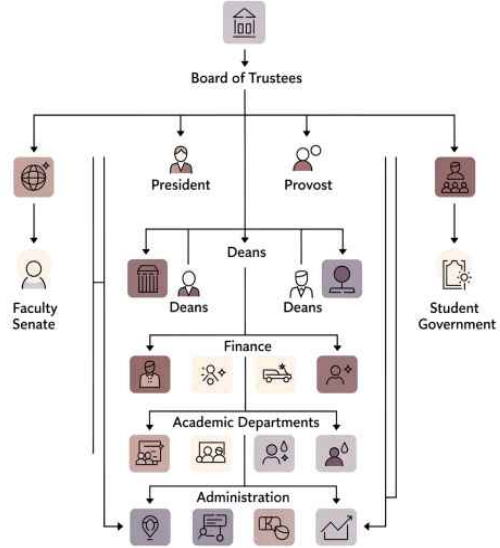 Board of Trustees
President
Provost
Deans
Deans
Deans
Faculty
Senate
Student
Government
Finance
Academic Departments
Administration
K